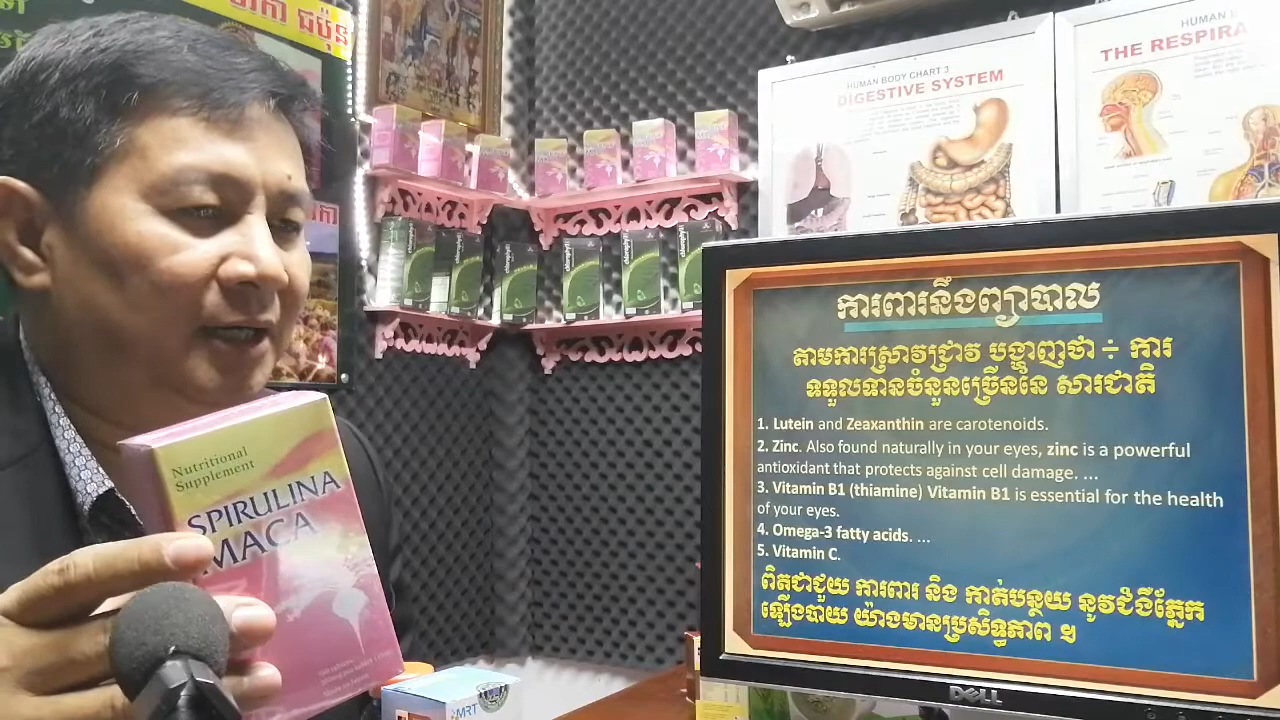 ការពារនឹងព្យាបាល
តាមការស្រាវជ្រាវ បង្ហាញថា ÷ ការ
ទទួលទានចំនួនច្រើននៃ សារជាតិ
1. Lutein and Zeaxanthin are carotenoids.
2. Zinc. Also found naturally in your eyes, zinc is a powerful
antioxidant that protects against cell damage. ...
3. Vitamin B1 (thiamine) Vitamin B1 is essential for the health
of your eyes.
4. Omega-3 fatty acids. ...
5. Vitamin C.
ពិតជាជួយ ការពារ និង កាត់បន្ថយ នូវជំងឺភ្នែក
ឡើងបាយ យ៉ាងមានប្រសិទ្ធភាព ៗ
DELL
HUMAN BODY CHART 3
DIGESTIVE SYSTEM
HUMAN
THE RESPIRA
Nutritional
Supplement
SPIRULINA
MACA
MRT